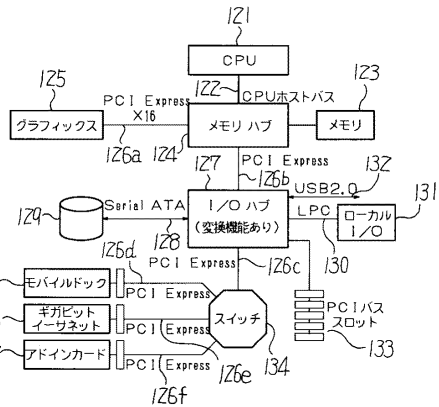 121
CPU
122
CPUホストバス
125
グラフィックス
PCI Express
×16
126a
124
メモリ ハブ
123
メモリ
PCI Express
126b
127
I/O ハブ
(変換機能あり)
USB2.0
132
129
Serial ATA
128
LPC
130
131
ローカル
I/O
PCI Express
126c
126d
モバイルドック
PCI Express
ギガビット
イーサネット
PCI Express
126e
アドインカード
PCI Express
126f
スイッチ
134
PCIバス
スロット
133